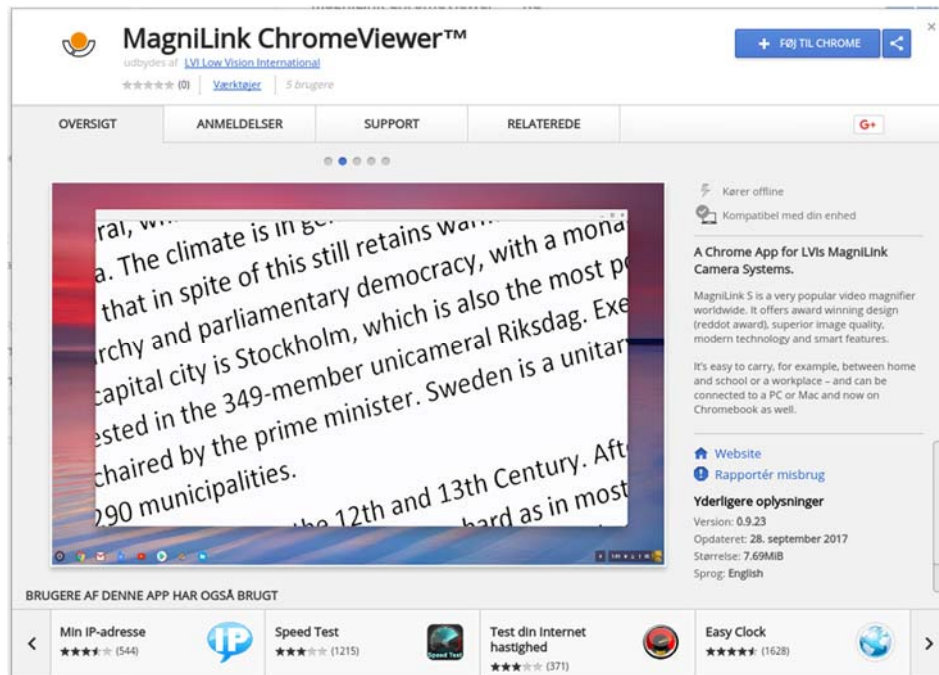 MagniLink ChromeViewer™
udbydes af LVI Low Vision International
(0) Værktøjer 5 brugere
+ FØJ TIL CHROME
OVERSIGT ANMELDELSER SUPPORT RELATEREDE G+
a. The climate is in
that in spite of this still retains
archy and parliamentary democracy, with a mona
capital city is Stockholm, which is also the most
ested in the 349-member unicameral Riksdag. Exe
chaired by the prime minister. Sweden is a unitar
290 municipalities.
12th and 13th Century. Aft
hard as in most
Kører offline
Kompatibel med din enhed
A Chrome App for LVIs MagniLink
Camera Systems.
MagniLink S is a very popular video magnifier
worldwide. It offers award winning design
(reddot award), superior image quality,
modern technology and smart features.
It's easy to carry, for example, between home
and school or a workplace – and can be
connected to a PC or Mac and now on
Chromebook as well.
Website
Rapportér misbrug
Yderligere oplysninger
Version: 0.9.23
Opdateret: 28. september 2017
Størrelse: 7.69MiB
Sprog: English
BRUGERE AF DENNE APP HAR OGSÅ BRUGT
Min IP-adresse
(544)
IP
Speed Test
(1215)
Speed Test
Test din Internet
hastighed
(371)
Easy Clock
(1628)